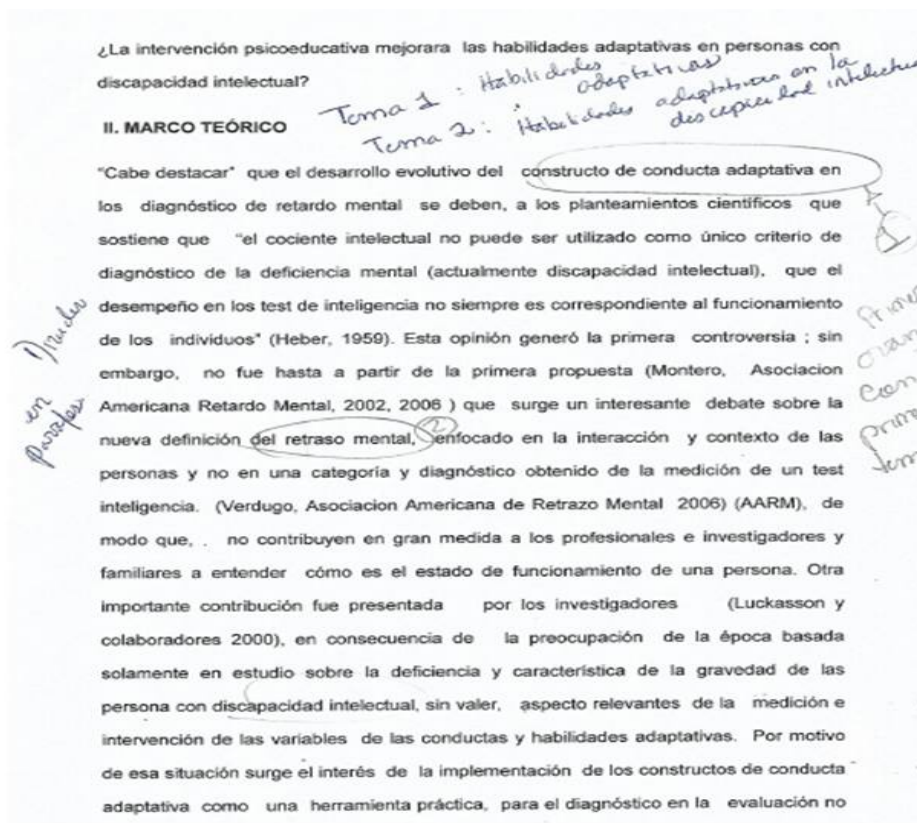 ¿La intervención psicoeducativa mejorara las habilidades adaptativas en personas con
discapacidad intelectual?
Tema 1 : Habilidades adaptativas
Tema 2 : Habilidades adaptativas en la discapacidad intelectual
II. MARCO TEÓRICO
"Cabe destacar" que el desarrollo evolutivo del constructo de conducta adaptativa en
los diagnóstico de retardo mental se deben, a los planteamientos científicos que
sostiene que "el cociente intelectual no puede ser utilizado como único criterio de
diagnóstico de la deficiencia mental (actualmente discapacidad intelectual), que el
desempeño en los test de inteligencia no siempre es correspondiente al funcionamiento
de los individuos" (Heber, 1959). Esta opinión generó la primera controversia ; sin
embargo, no fue hasta a partir de la primera propuesta (Montero, Asociacion
Americana Retardo Mental, 2002, 2006 ) que surge un interesante debate sobre la
nueva definición del retraso mental, 2 enfocado en la interacción y contexto de las
personas y no en una categoría y diagnóstico obtenido de la medición de un test
inteligencia. (Verdugo, Asociacion Americana de Retrazo Mental 2006) (AARM), de
modo que, . no contribuyen en gran medida a los profesionales e investigadores y
familiares a entender cómo es el estado de funcionamiento de una persona. Otra
importante contribución fue presentada por los investigadores (Luckasson y
colaboradores 2000), en consecuencia de la preocupación de la época basada
solamente en estudio sobre la deficiencia y característica de la gravedad de las
persona con discapacidad intelectual, sin valer, aspecto relevantes de la medición e
intervención de las variables de las conductas y habilidades adaptativas. Por motivo
de esa situación surge el interés de la implementación de los constructos de conducta
adaptativa como una herramienta práctica, para el diagnóstico en la evaluación no
Dividir
en
párrafos
1